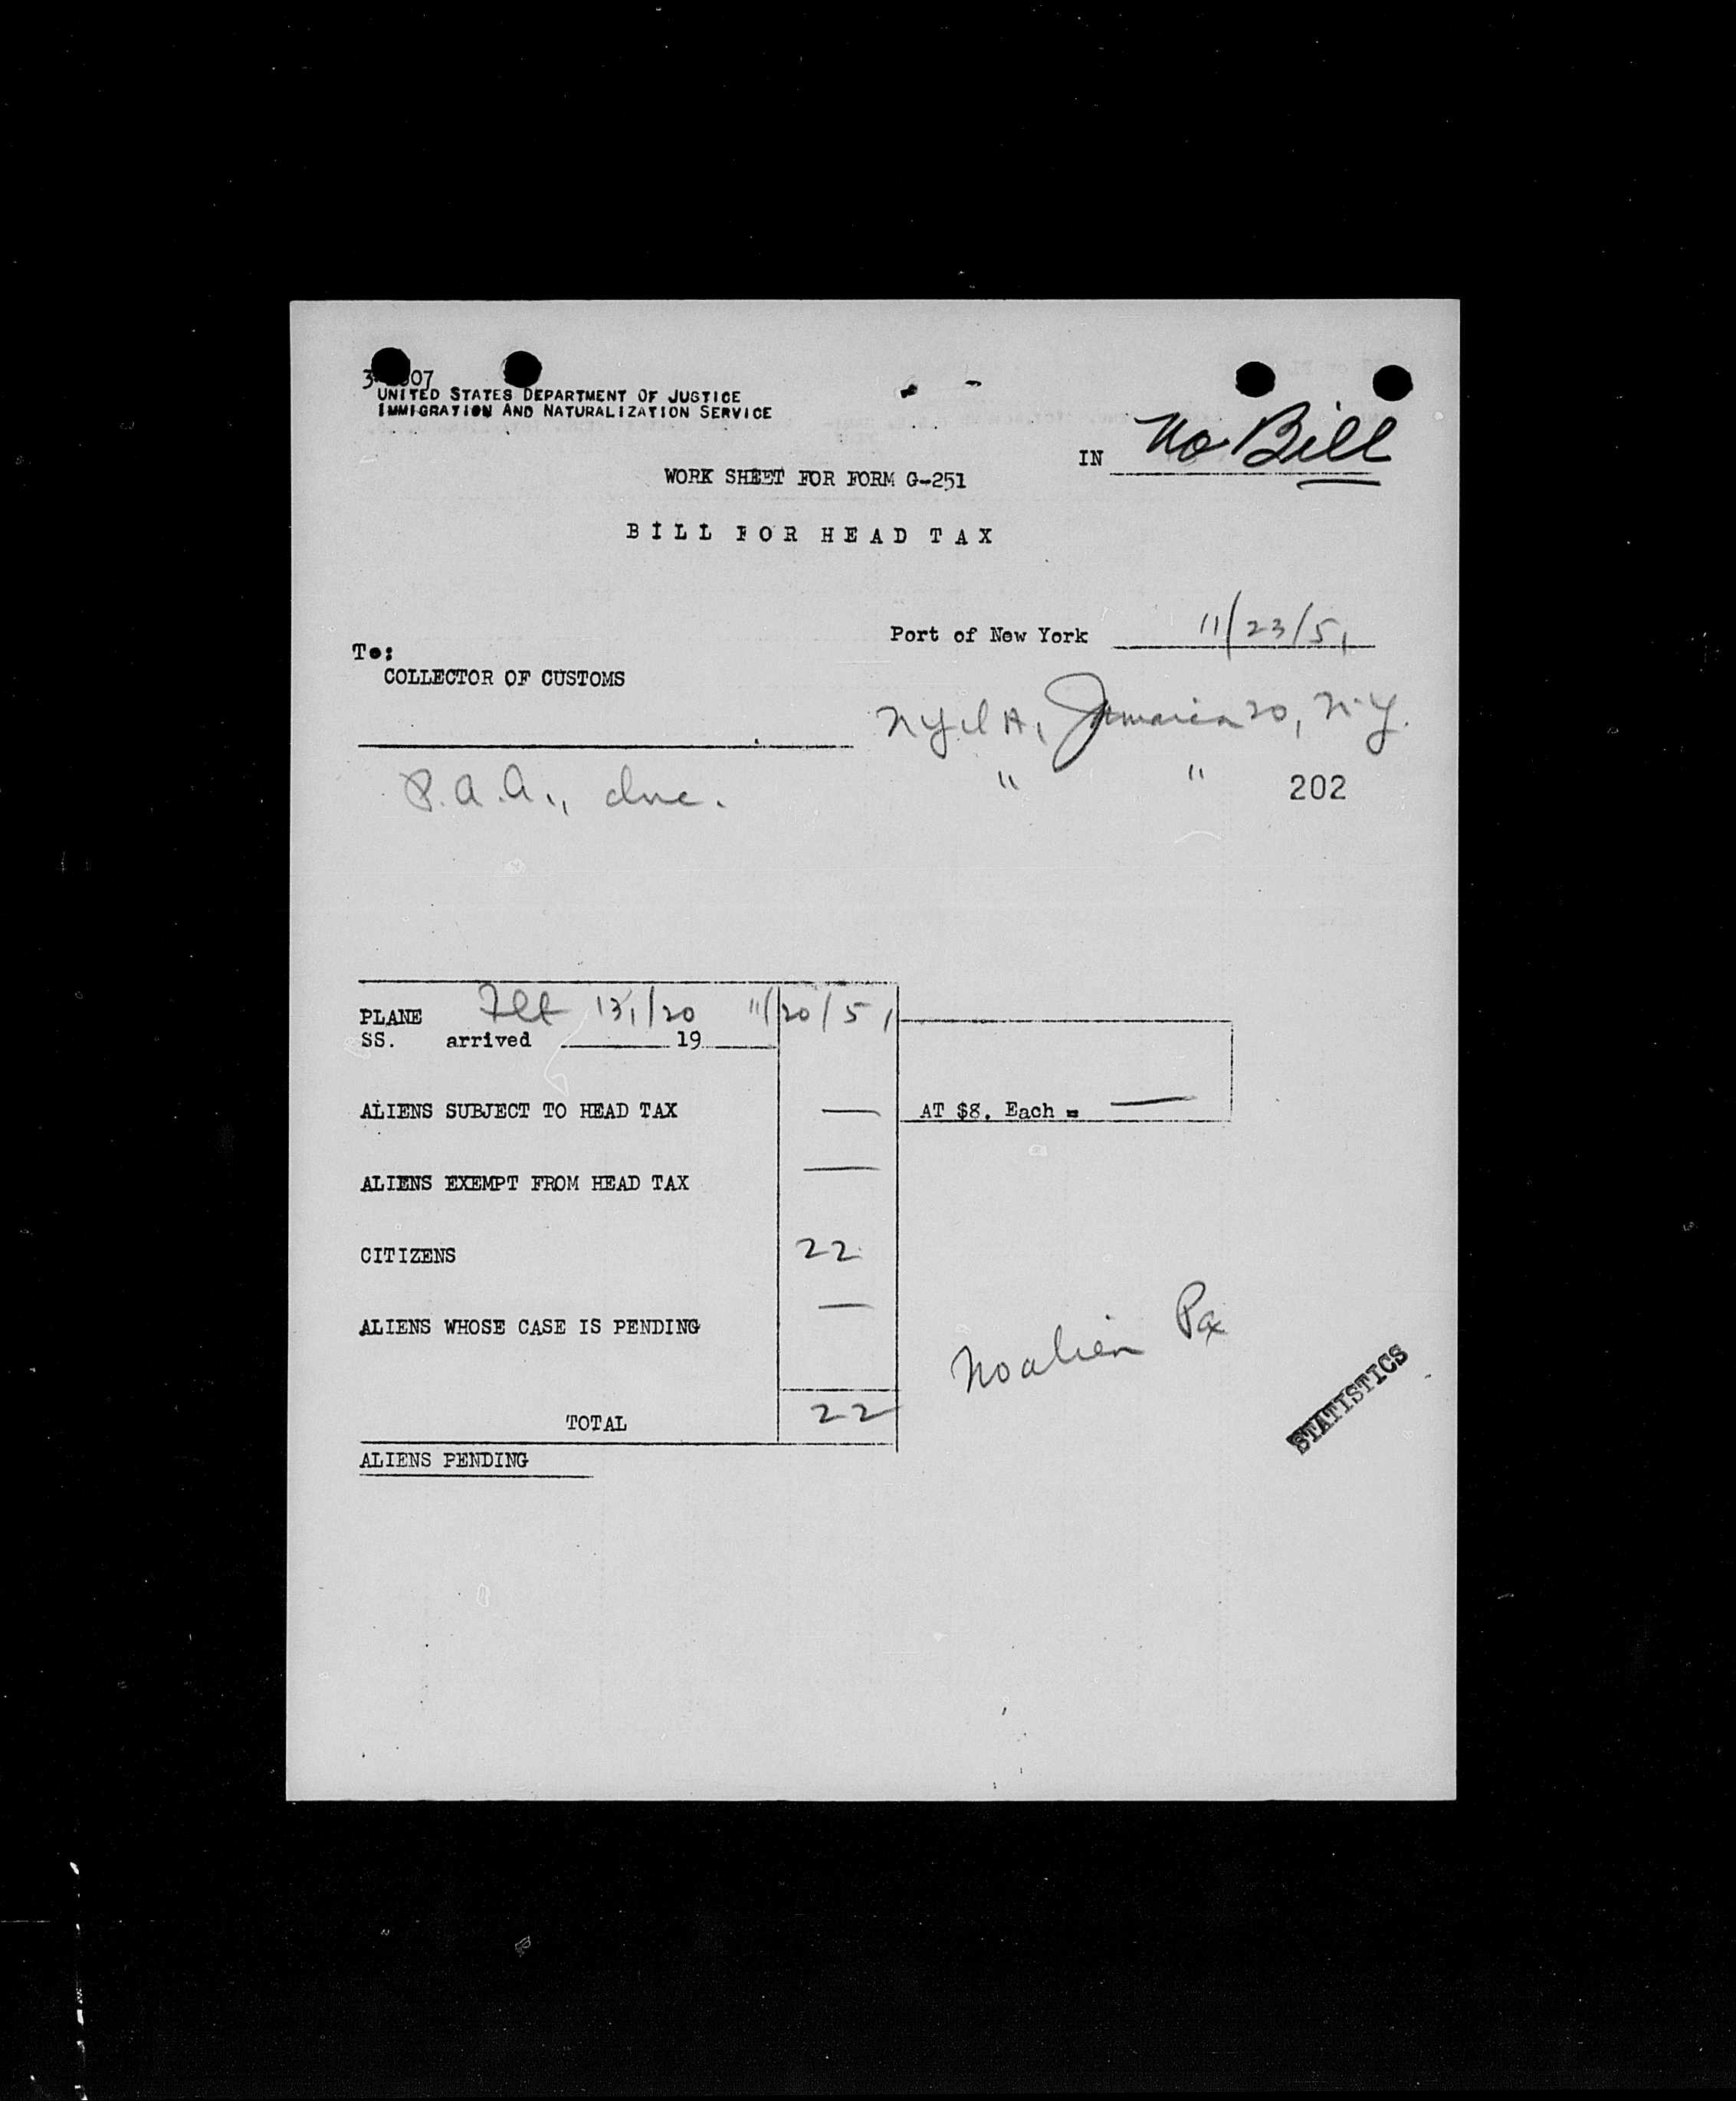 UNITED STATES DEPARTMENT OF JUSTICE
IMMIGRATION AND NATURALIZATION SERVICE
IN No Bill
WORK SHEET FOR FORM G-251
BILL FOR HEAD TAX
Port of New York 11/23/51
To:
COLLECTOR OF CUSTOMS
NYIA, Jamaica 20, N.Y.
P.A.A., Inc. " " 202
PLANE Flt 131/20 11/20/51
SS. arrived 19
ALIENS SUBJECT TO HEAD TAX — AT $8. Each = —
ALIENS EXEMPT FROM HEAD TAX —
CITIZENS 22
ALIENS WHOSE CASE IS PENDING —
No alien Pax
STATISTICS
TOTAL 22
ALIENS PENDING